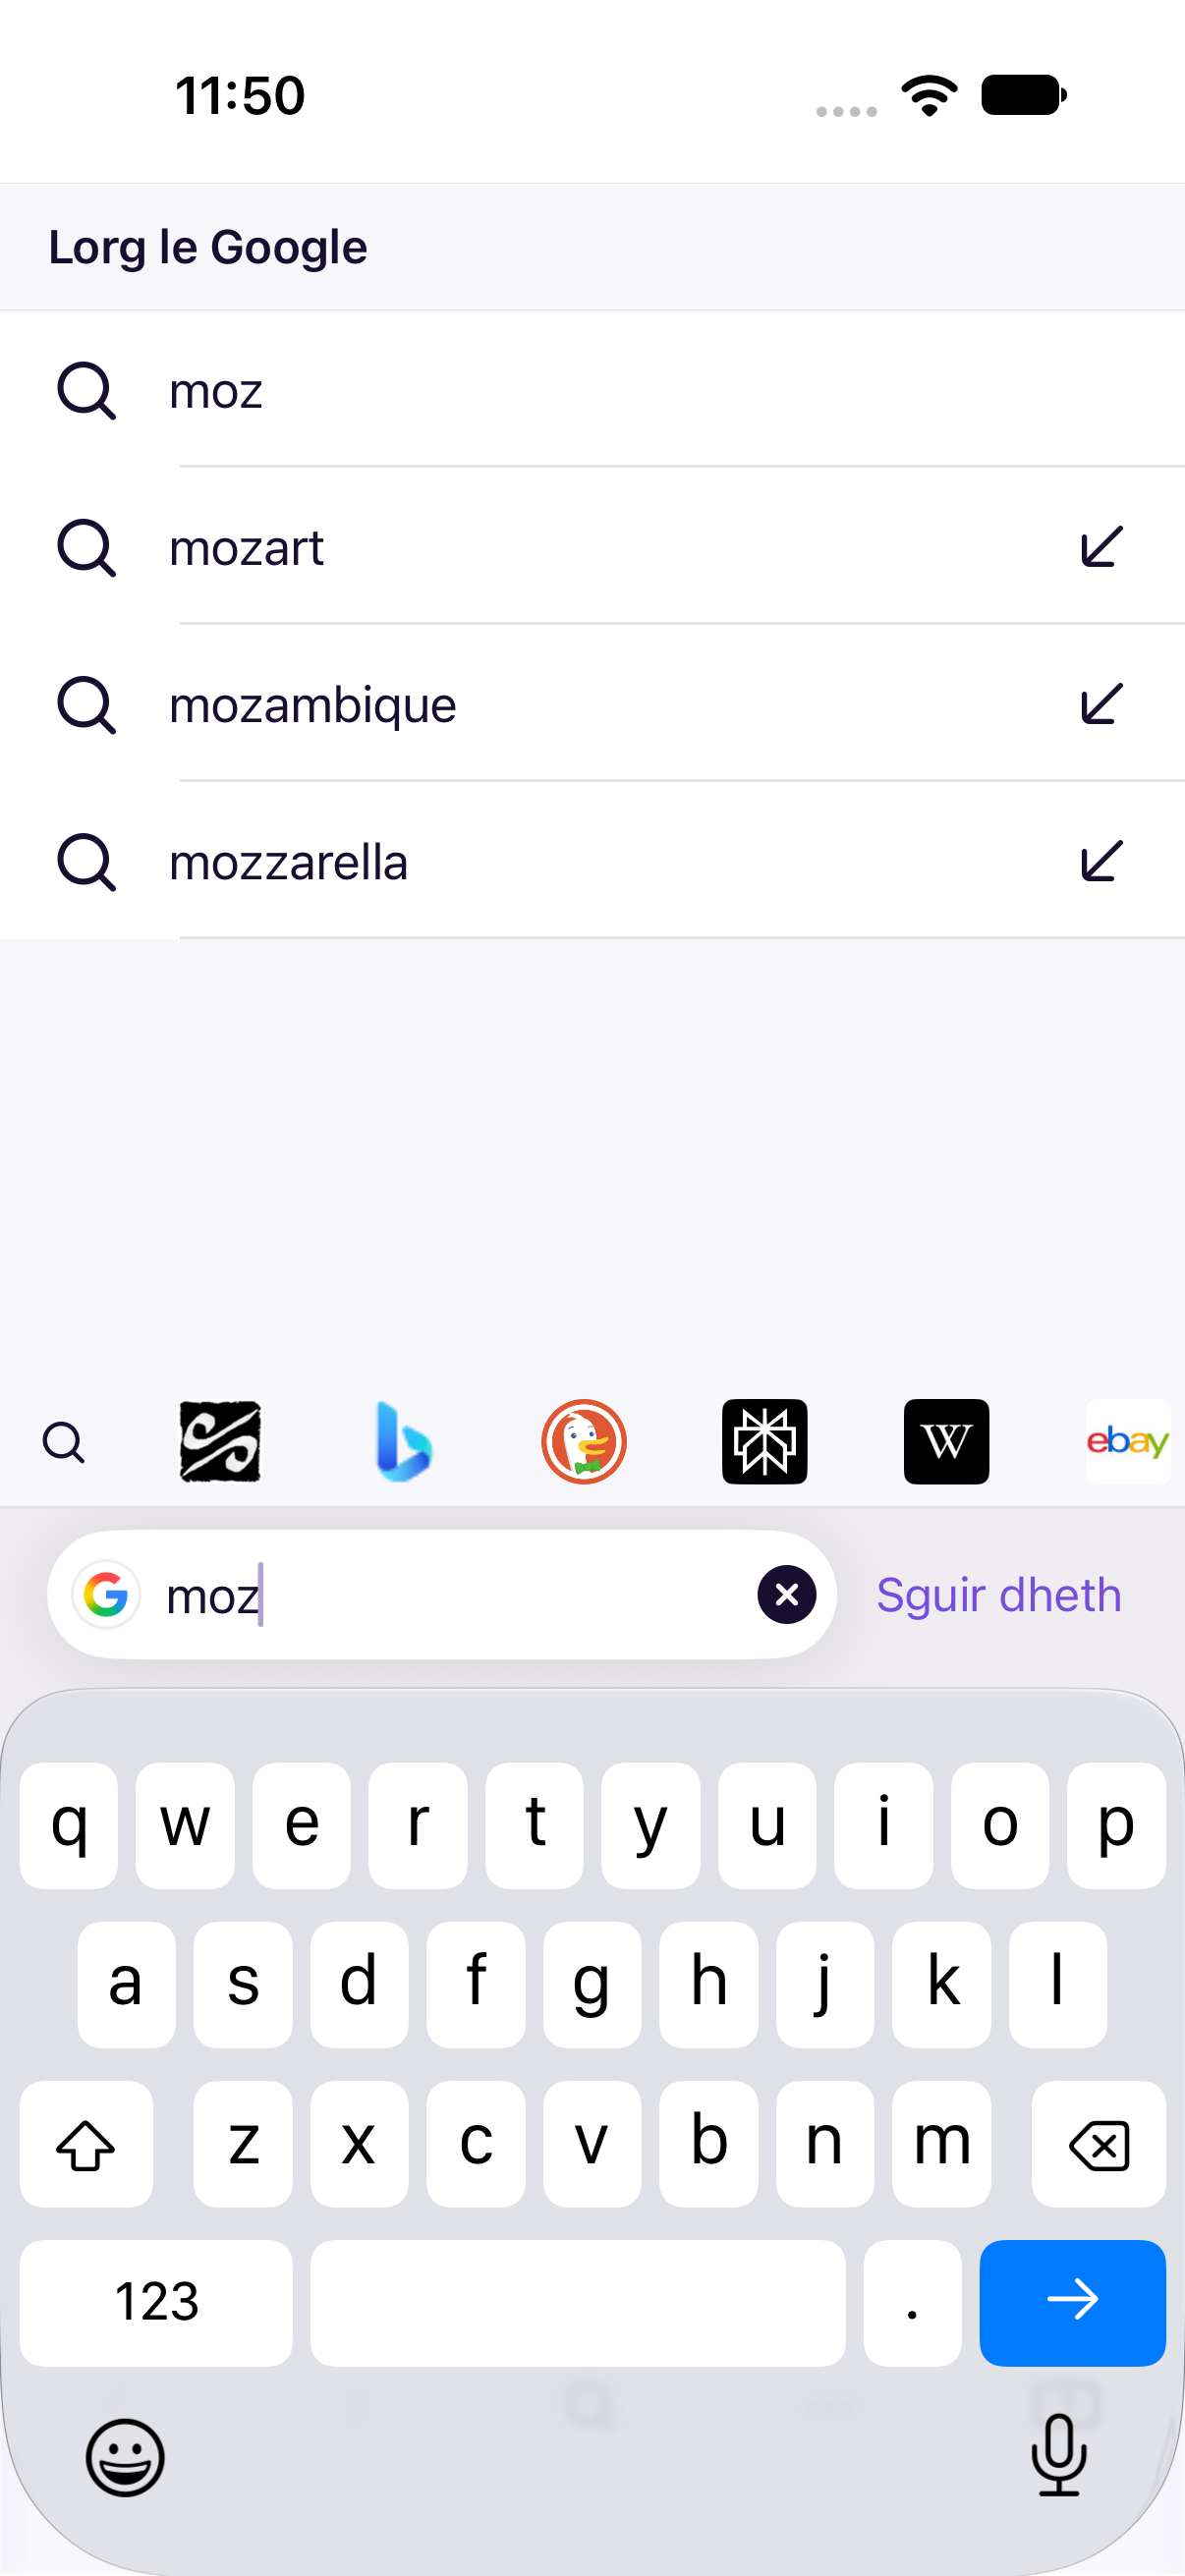 11:50
Lorg le Google
moz
mozart
mozambique
mozzarella
W
ebay
moz
Sguir dheth
q w e r t y u i o p
a s d f g h j k l
z x c v b n m
123 .